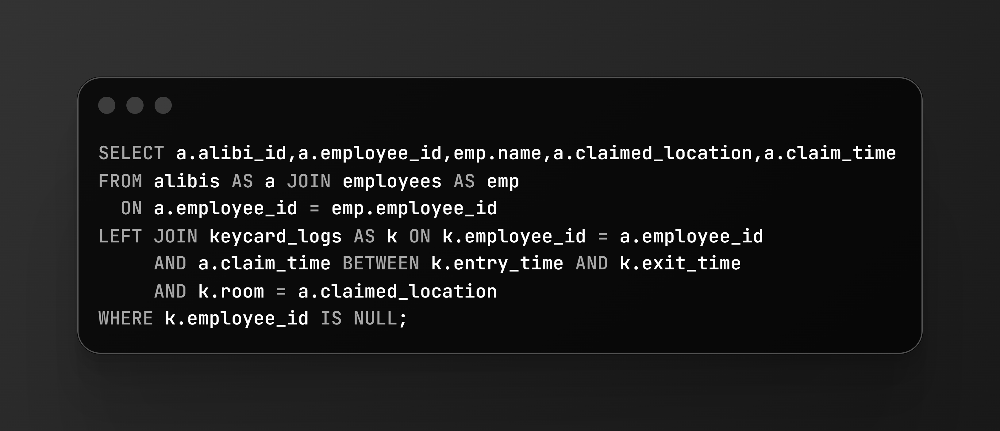 SELECT a.alibi_id,a.employee_id,emp.name,a.claimed_location,a.claim_time
FROM alibis AS a JOIN employees AS emp
  ON a.employee_id = emp.employee_id
LEFT JOIN keycard_logs AS k ON k.employee_id = a.employee_id
     AND a.claim_time BETWEEN k.entry_time AND k.exit_time
     AND k.room = a.claimed_location
WHERE k.employee_id IS NULL;